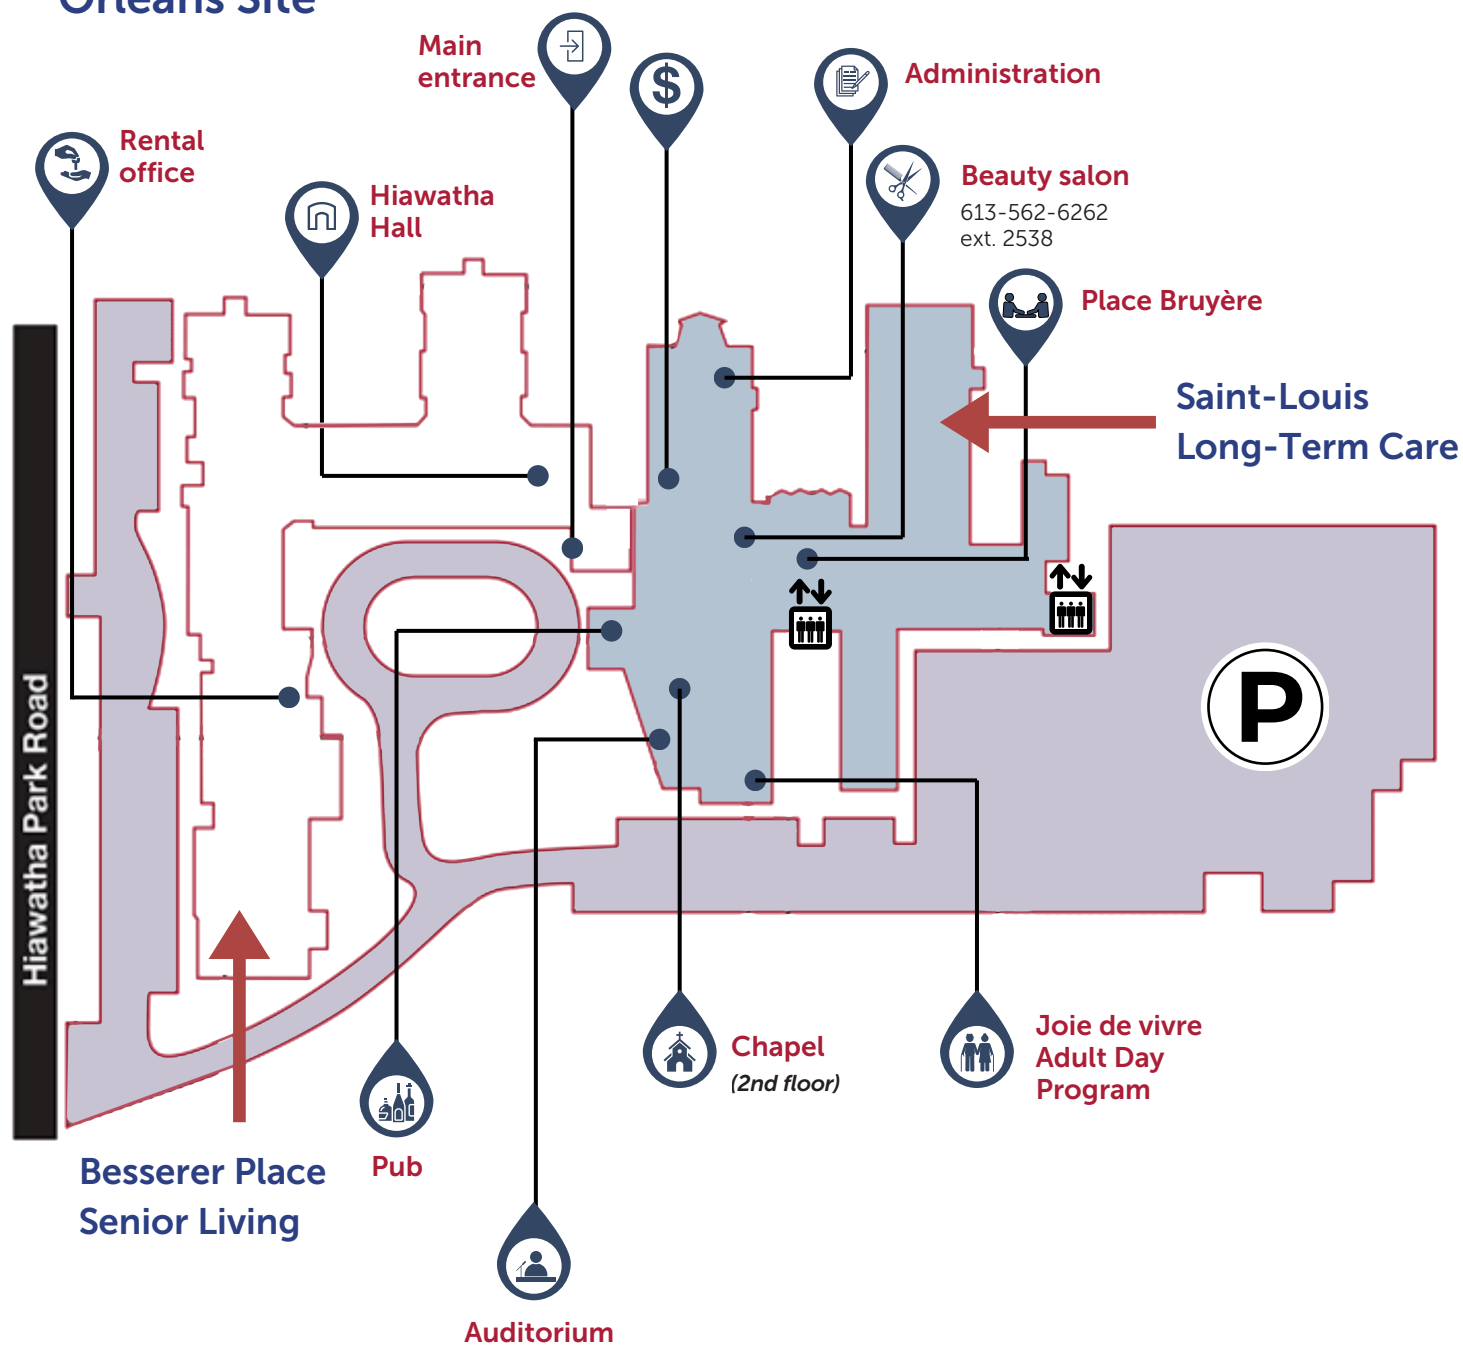 Orléans Site
Main
entrance
$
Administration
Rental
office
Hiawatha
Hall
Beauty salon
613-562-6262
ext. 2538
Place Bruyère
Saint-Louis
Long-Term Care
Hiawatha Park Road
P
Chapel
(2nd floor)
Joie de vivre
Adult Day
Program
Pub
Besserer Place
Senior Living
Auditorium